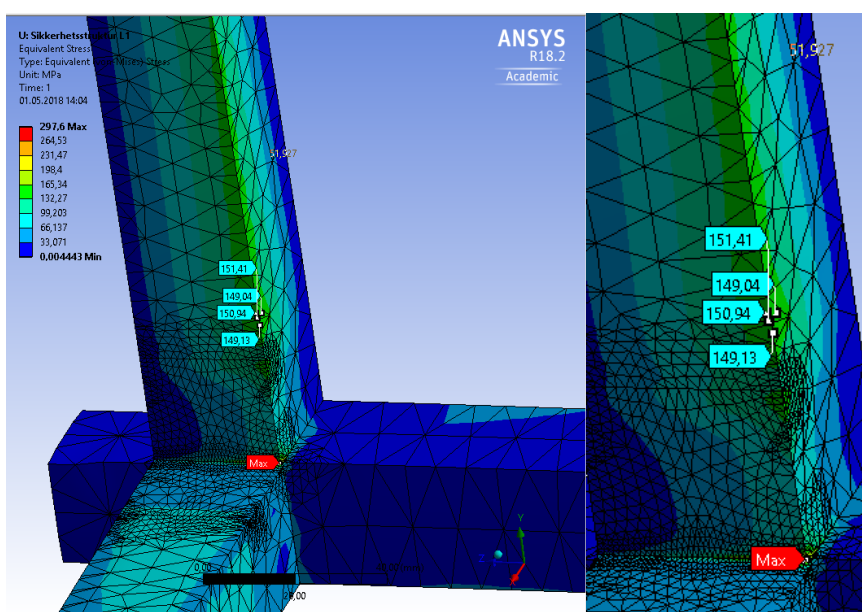 U: Sikkerhetsstruktur L1
Equivalent Stress
Type: Equivalent Stress
Unit: MPa
Time: 1
01.05.2018 14:04
297,6 Max
264,53
231,47
198,4
165,34
132,27
99,203
66,137
33,071
0,004443 Min
ANSYS
R18.2
Academic
51,927
151,41
149,04
150,94
149,13
Max
0,00
20,00
Y
51,927
151,41
149,04
150,94
149,13
Max